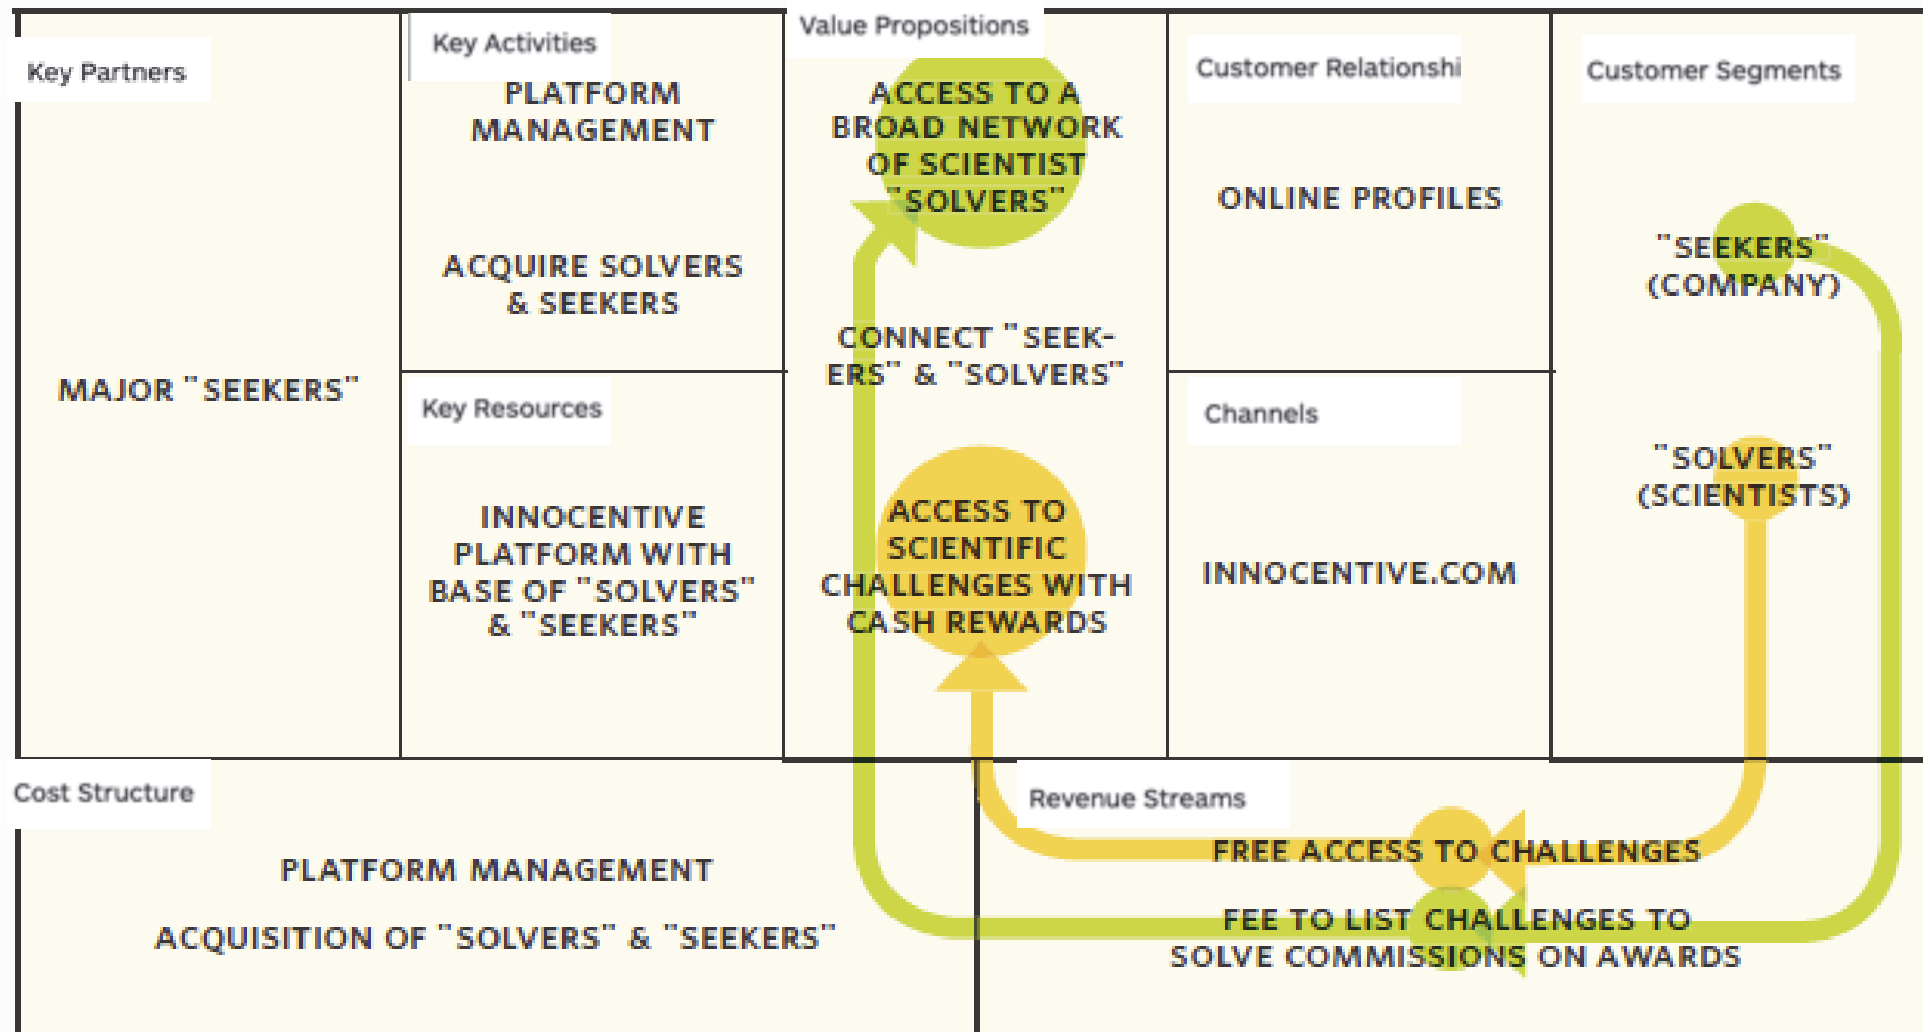 Key Partners
MAJOR "SEEKERS"
Key Activities
PLATFORM
MANAGEMENT
ACQUIRE SOLVERS
& SEEKERS
Key Resources
INNOCENTIVE
PLATFORM WITH
BASE OF "SOLVERS"
& "SEEKERS"
Value Propositions
ACCESS TO A
BROAD NETWORK
OF SCIENTIST
"SOLVERS"
CONNECT "SEEK-
ERS" & "SOLVERS"
ACCESS TO
SCIENTIFIC
CHALLENGES WITH
CASH REWARDS
Customer Relationshi
ONLINE PROFILES
Channels
INNOCENTIVE.COM
Customer Segments
"SEEKERS"
(COMPANY)
"SOLVERS"
(SCIENTISTS)
Cost Structure
PLATFORM MANAGEMENT
ACQUISITION OF "SOLVERS" & "SEEKERS"
Revenue Streams
FREE ACCESS TO CHALLENGES
FEE TO LIST CHALLENGES TO
SOLVE COMMISSIONS ON AWARDS